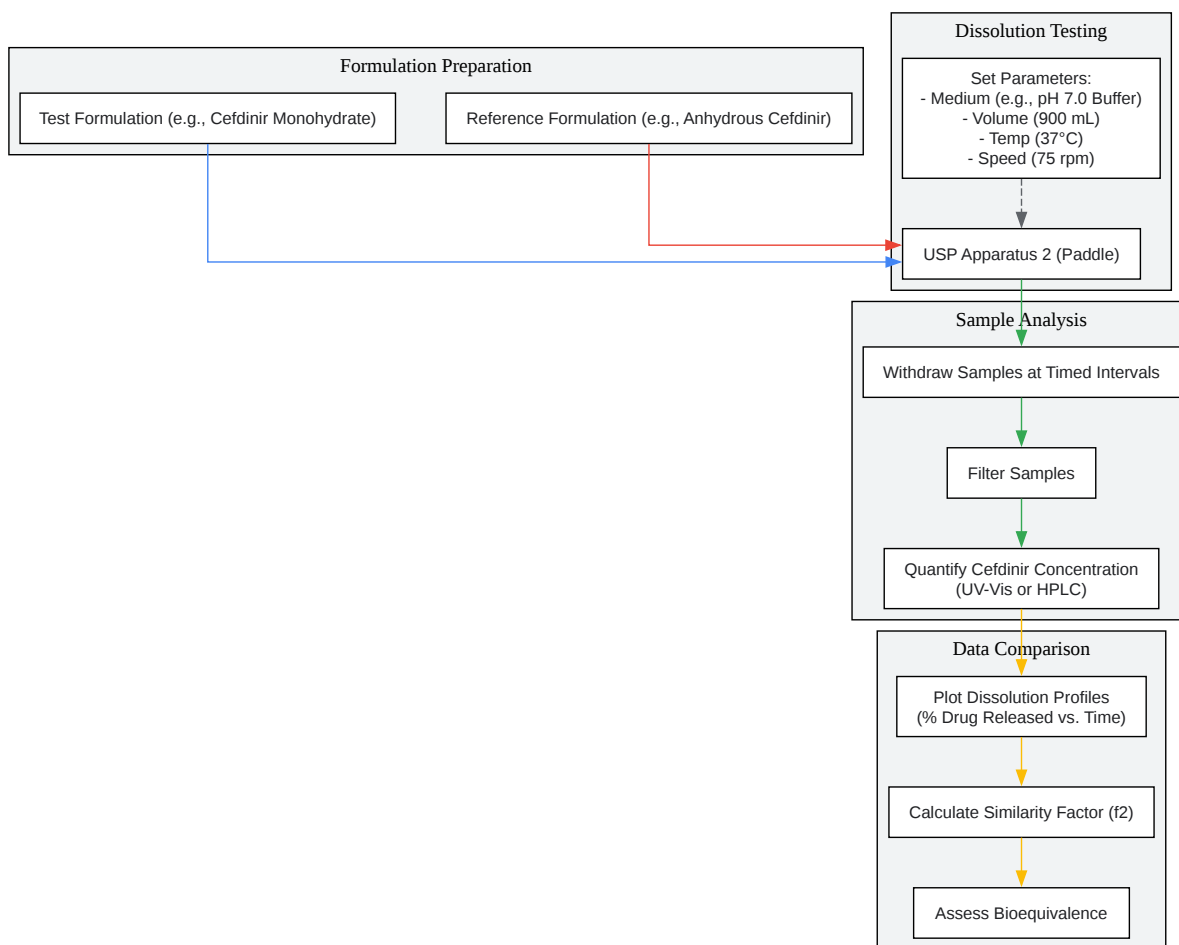 Formulation Preparation
Test Formulation (e.g., Cefdinir Monohydrate)
Reference Formulation (e.g., Anhydrous Cefdinir)
Dissolution Testing
Set Parameters:
- Medium (e.g., pH 7.0 Buffer)
- Volume (900 mL)
- Temp (37°C)
- Speed (75 rpm)
USP Apparatus 2 (Paddle)
Sample Analysis
Withdraw Samples at Timed Intervals
Filter Samples
Quantify Cefdinir Concentration
(UV-Vis or HPLC)
Data Comparison
Plot Dissolution Profiles
(% Drug Released vs. Time)
Calculate Similarity Factor (f2)
Assess Bioequivalence